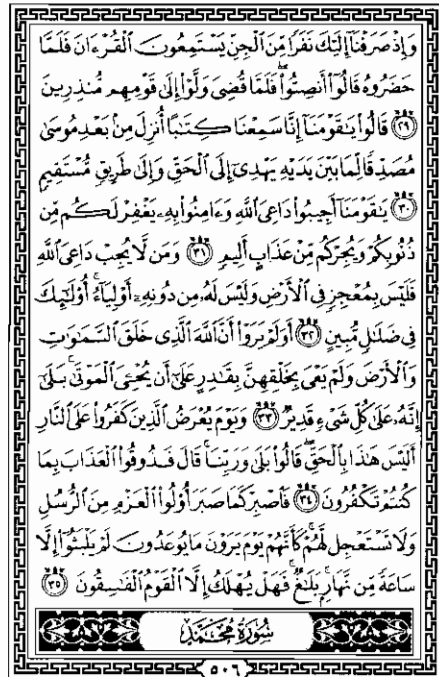 وَإِذْ صَرَفْنَآ إِلَيْكَ نَفَرًا مِّنَ ٱلْجِنِّ يَسْتَمِعُونَ ٱلْقُرْءَانَ فَلَمَّا
حَضَرُوهُ قَالُوٓا۟ أَنصِتُوا۟ ۖ فَلَمَّا قُضِىَ وَلَّوْا۟ إِلَىٰ قَوْمِهِم مُّنذِرِينَ
﴿٢٩﴾ قَالُوا۟ يَٰقَوْمَنَآ إِنَّا سَمِعْنَا كِتَٰبًا أُنزِلَ مِنۢ بَعْدِ مُوسَىٰ
مُصَدِّقًا لِّمَا بَيْنَ يَدَيْهِ يَهْدِىٓ إِلَى ٱلْحَقِّ وَإِلَىٰ طَرِيقٍ مُّسْتَقِيمٍ
﴿٣٠﴾ يَٰقَوْمَنَآ أَجِيبُوا۟ دَاعِىَ ٱللَّهِ وَءَامِنُوا۟ بِهِۦ يَغْفِرْ لَكُم مِّن
ذُنُوبِكُمْ وَيُجِرْكُم مِّنْ عَذَابٍ أَلِيمٍ ﴿٣١﴾ وَمَن لَّا يُجِبْ دَاعِىَ ٱللَّهِ
فَلَيْسَ بِمُعْجِزٍ فِى ٱلْأَرْضِ وَلَيْسَ لَهُۥ مِن دُونِهِۦٓ أَوْلِيَآءُ ۚ أُو۟لَٰٓئِكَ
فِى ضَلَٰلٍ مُّبِينٍ ﴿٣٢﴾ أَوَلَمْ يَرَوْا۟ أَنَّ ٱللَّهَ ٱلَّذِى خَلَقَ ٱلسَّمَٰوَٰتِ
وَٱلْأَرْضَ وَلَمْ يَعْىَ بِخَلْقِهِنَّ بِقَٰدِرٍ عَلَىٰٓ أَن يُحْۦِىَ ٱلْمَوْتَىٰ ۚ بَلَىٰٓ
إِنَّهُۥ عَلَىٰ كُلِّ شَىْءٍ قَدِيرٌ ﴿٣٣﴾ وَيَوْمَ يُعْرَضُ ٱلَّذِينَ كَفَرُوا۟ عَلَى ٱلنَّارِ
أَلَيْسَ هَٰذَا بِٱلْحَقِّ ۖ قَالُوا۟ بَلَىٰ وَرَبِّنَا ۚ قَالَ فَذُوقُوا۟ ٱلْعَذَابَ بِمَا
كُنتُمْ تَكْفُرُونَ ﴿٣٤﴾ فَٱصْبِرْ كَمَا صَبَرَ أُو۟لُوا۟ ٱلْعَزْمِ مِنَ ٱلرُّسُلِ
وَلَا تَسْتَعْجِل لَّهُمْ ۚ كَأَنَّهُمْ يَوْمَ يَرَوْنَ مَا يُوعَدُونَ لَمْ يَلْبَثُوٓا۟ إِلَّا
سَاعَةً مِّن نَّهَارٍۭ ۚ بَلَٰغٌ ۚ فَهَلْ يُهْلَكُ إِلَّا ٱلْقَوْمُ ٱلْفَٰسِقُونَ ﴿٣٥﴾
سُورَةُ مُحَمَّدٍ
٥٠٦